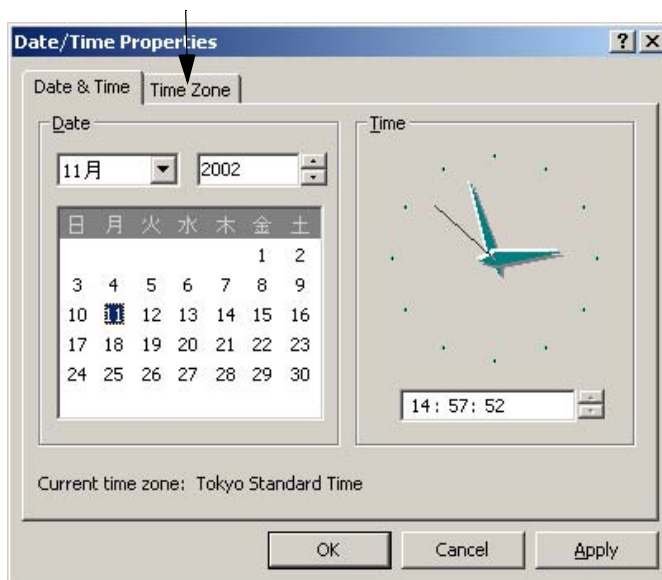 Date/Time Properties
Date & Time Time Zone
Date
11月 2002
日 月 火 水 木 金 土
1 2
3 4 5 6 7 8 9
10 11 12 13 14 15 16
17 18 19 20 21 22 23
24 25 26 27 28 29 30
Time
14: 57: 52
Current time zone: Tokyo Standard Time
OK Cancel Apply